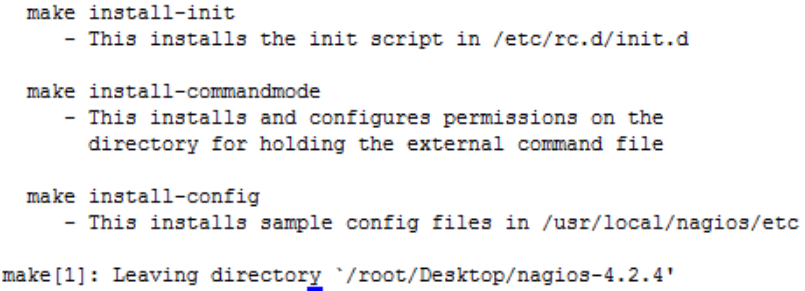 make install-init
- This installs the init script in /etc/rc.d/init.d
make install-commandmode
- This installs and configures permissions on the
directory for holding the external command file
make install-config
- This installs sample config files in /usr/local/nagios/etc
make[1]: Leaving directory `/root/Desktop/nagios-4.2.4'